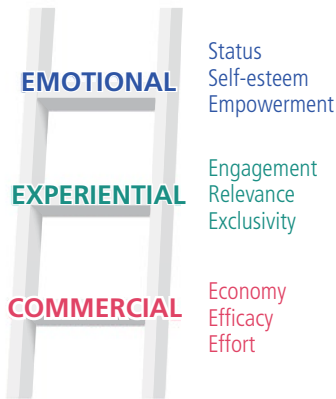 EMOTIONAL
Status
Self-esteem
Empowerment
EXPERIENTIAL
Engagement
Relevance
Exclusivity
COMMERCIAL
Economy
Efficacy
Effort